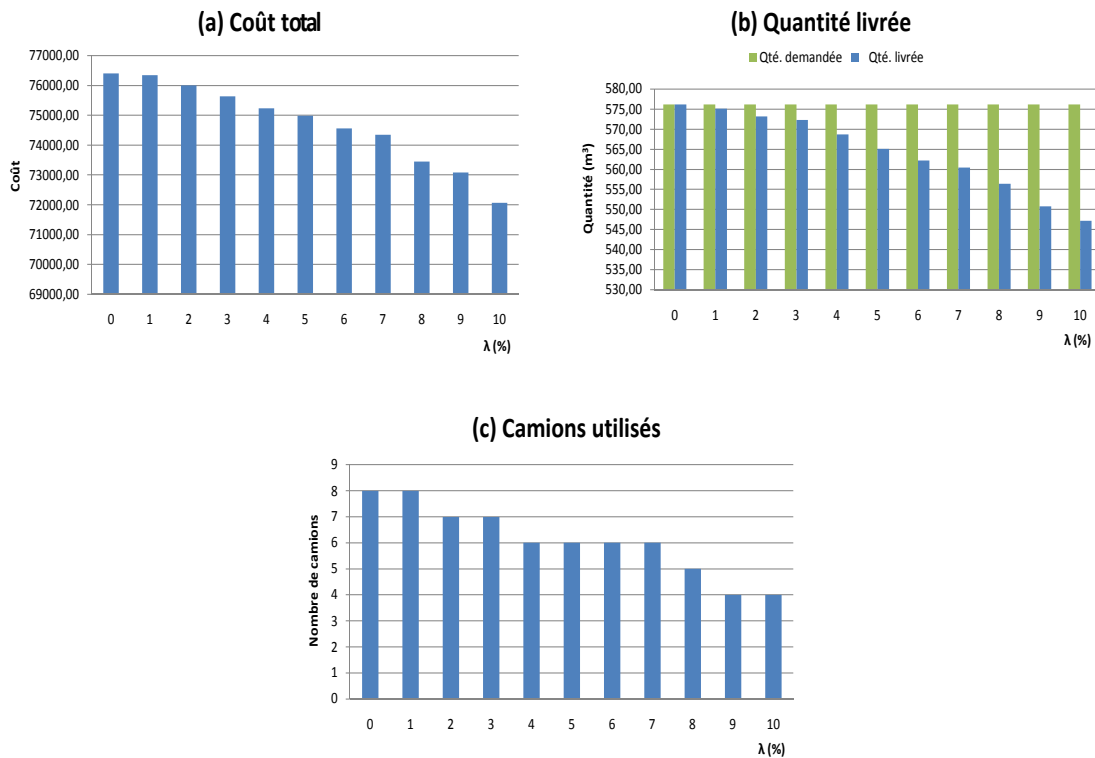 (a) Coût total
77000,00
76000,00
75000,00
74000,00
73000,00
72000,00
71000,00
70000,00
69000,00
Coût
0 1 2 3 4 5 6 7 8 9 10
λ (%)
(b) Quantité livrée
Qté. demandée Qté. livrée
580,00
575,00
570,00
565,00
560,00
555,00
550,00
545,00
540,00
535,00
530,00
Quantité (m³)
0 1 2 3 4 5 6 7 8 9 10
λ (%)
(c) Camions utilisés
9
8
7
6
5
4
3
2
1
0
Nombre de camions
0 1 2 3 4 5 6 7 8 9 10
λ (%)